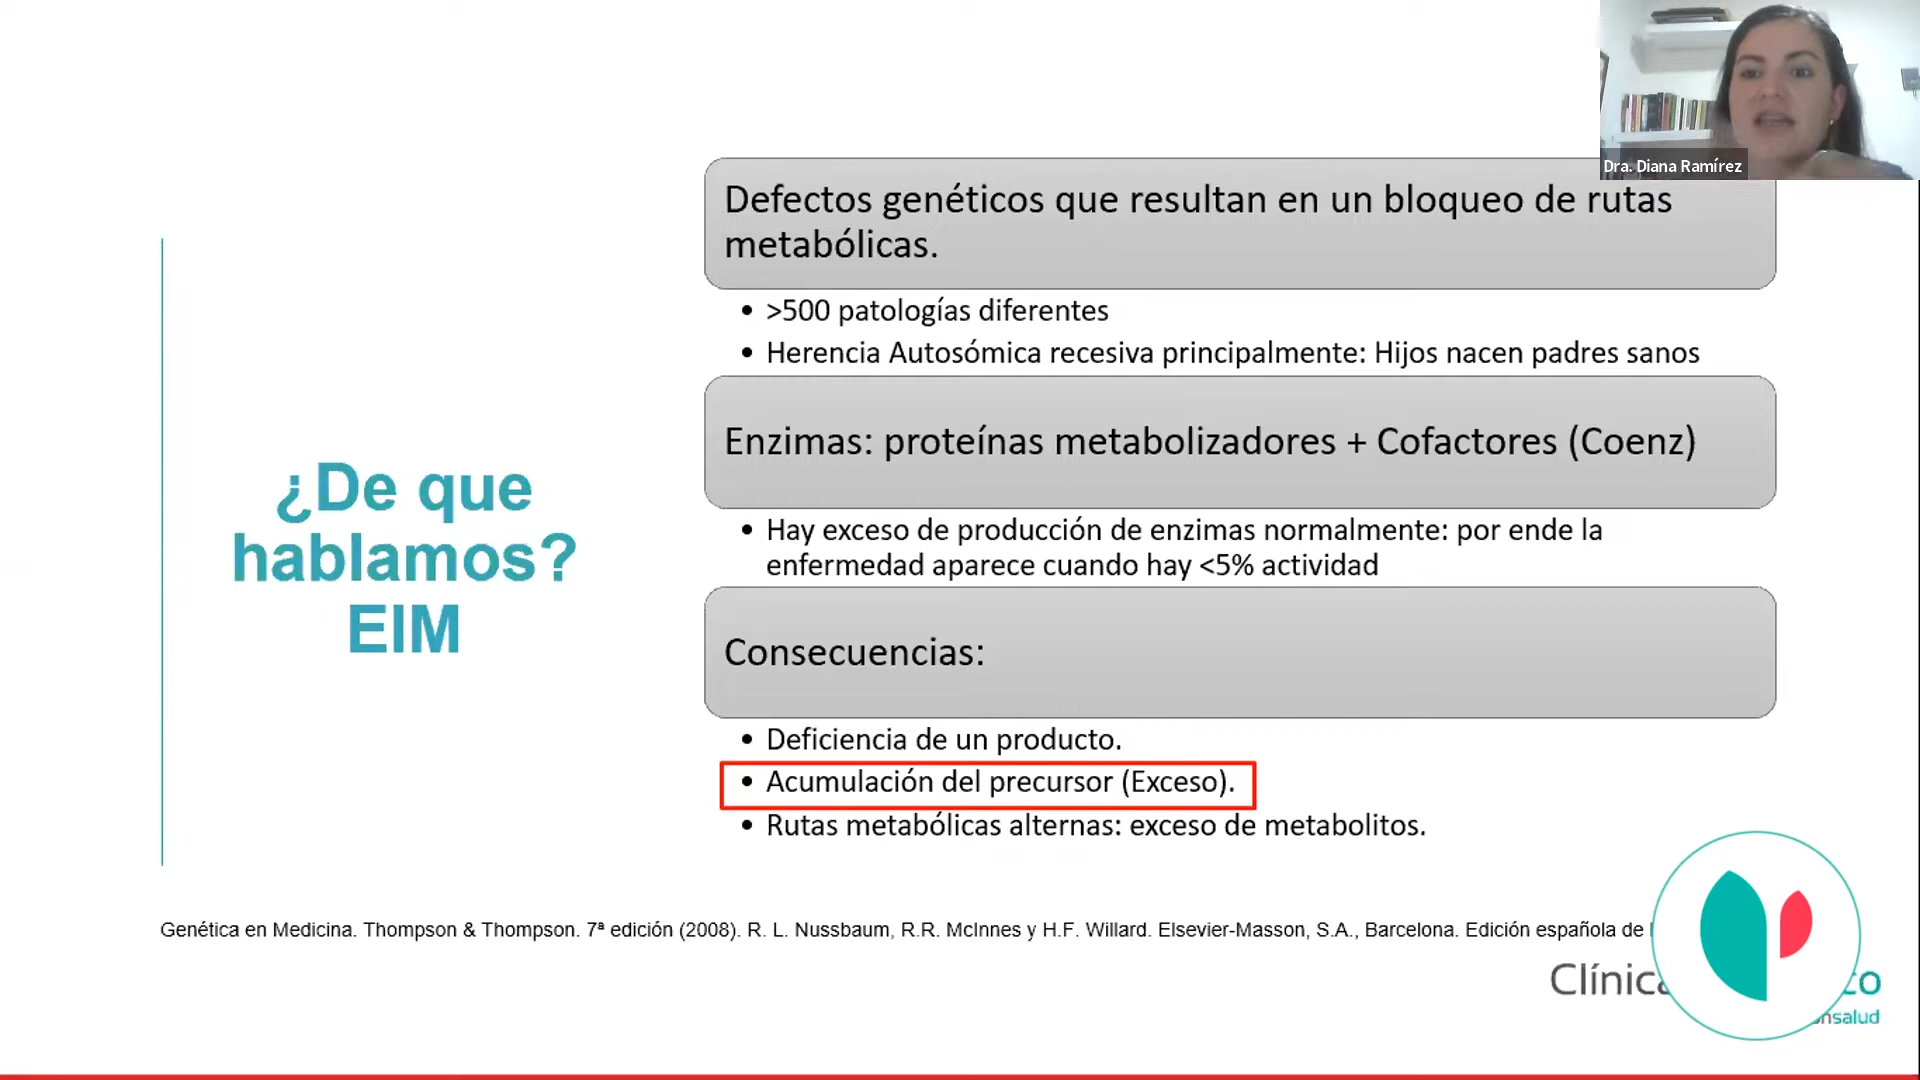 Dra. Diana Ramírez
Defectos genéticos que resultan en un bloqueo de rutas
metabólicas.
• >500 patologías diferentes
• Herencia Autosómica recesiva principalmente: Hijos nacen padres sanos
Enzimas: proteínas metabolizadores + Cofactores (Coenz)
• Hay exceso de producción de enzimas normalmente: por ende la
enfermedad aparece cuando hay <5% actividad
¿De que
hablamos?
EIM
Consecuencias:
• Deficiencia de un producto.
• Acumulación del precursor (Exceso).
• Rutas metabólicas alternas: exceso de metabolitos.
Genética en Medicina. Thompson & Thompson. 7ª edición (2008). R. L. Nussbaum, R.R. McInnes y H.F. Willard. Elsevier-Masson, S.A., Barcelona. Edición española de